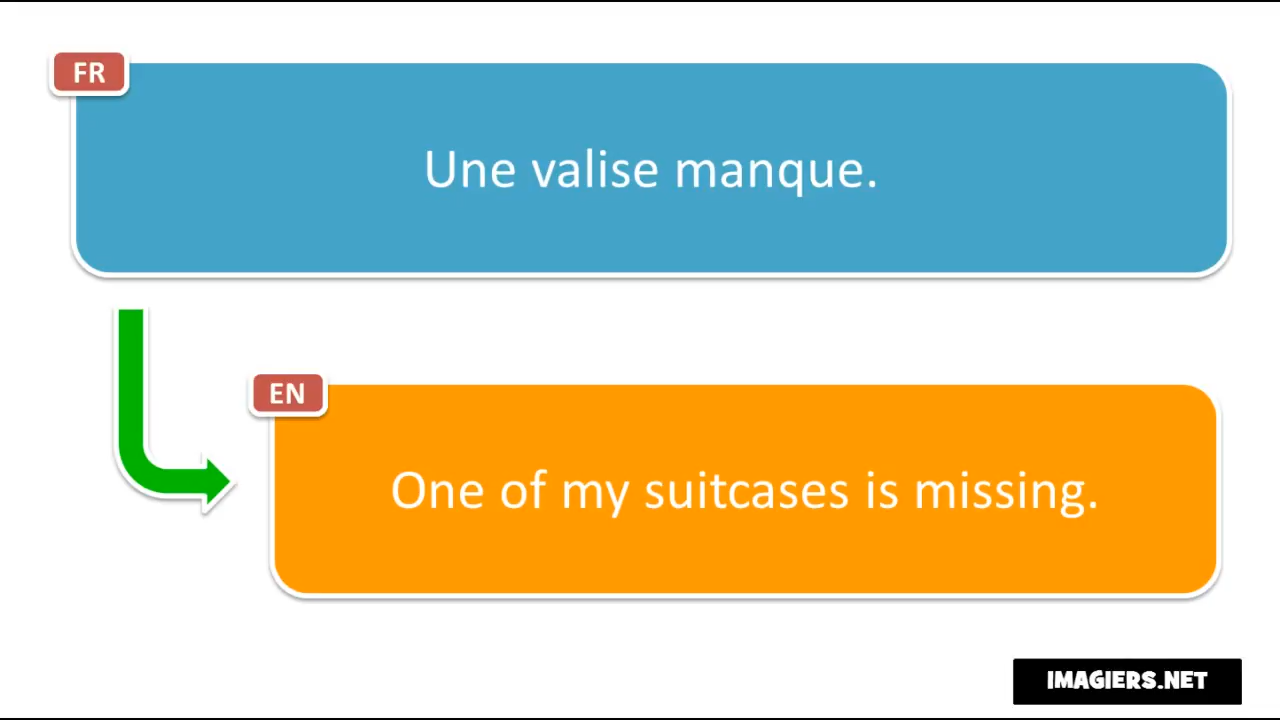 FR
Une valise manque.
EN
One of my suitcases is missing.
IMAGIERS.NET